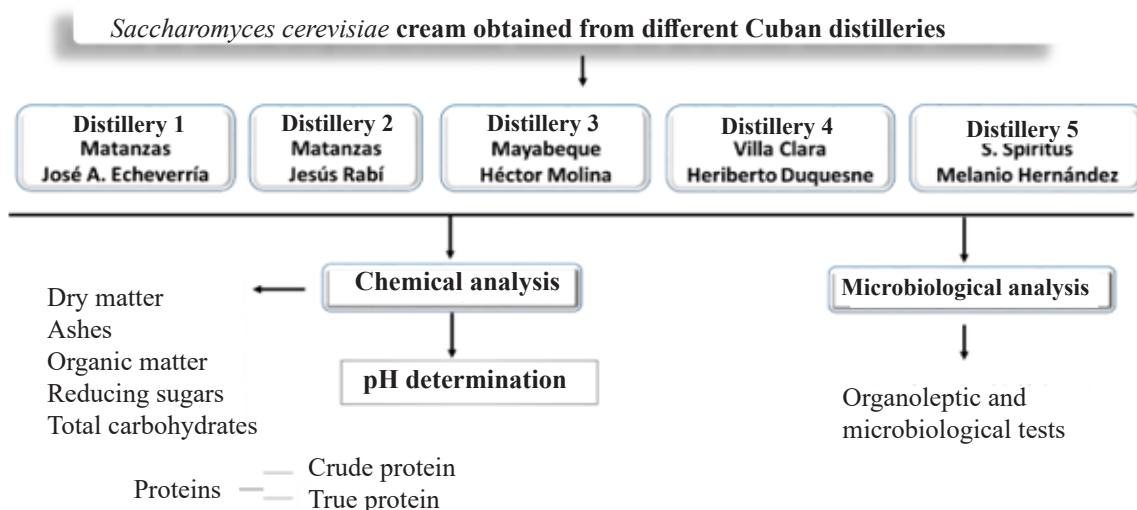 Saccharomyces cerevisiae cream obtained from different Cuban distilleries
Distillery 1
Matanzas
José A. Echeverría
Distillery 2
Matanzas
Jesús Rabí
Distillery 3
Mayabeque
Héctor Molina
Distillery 4
Villa Clara
Heriberto Duquesne
Distillery 5
S. Spiritus
Melanio Hernández
Chemical analysis
Dry matter
Ashes
Organic matter
Reducing sugars
Total carbohydrates
pH determination
Proteins
Crude protein
True protein
Microbiological analysis
Organoleptic and
microbiological tests